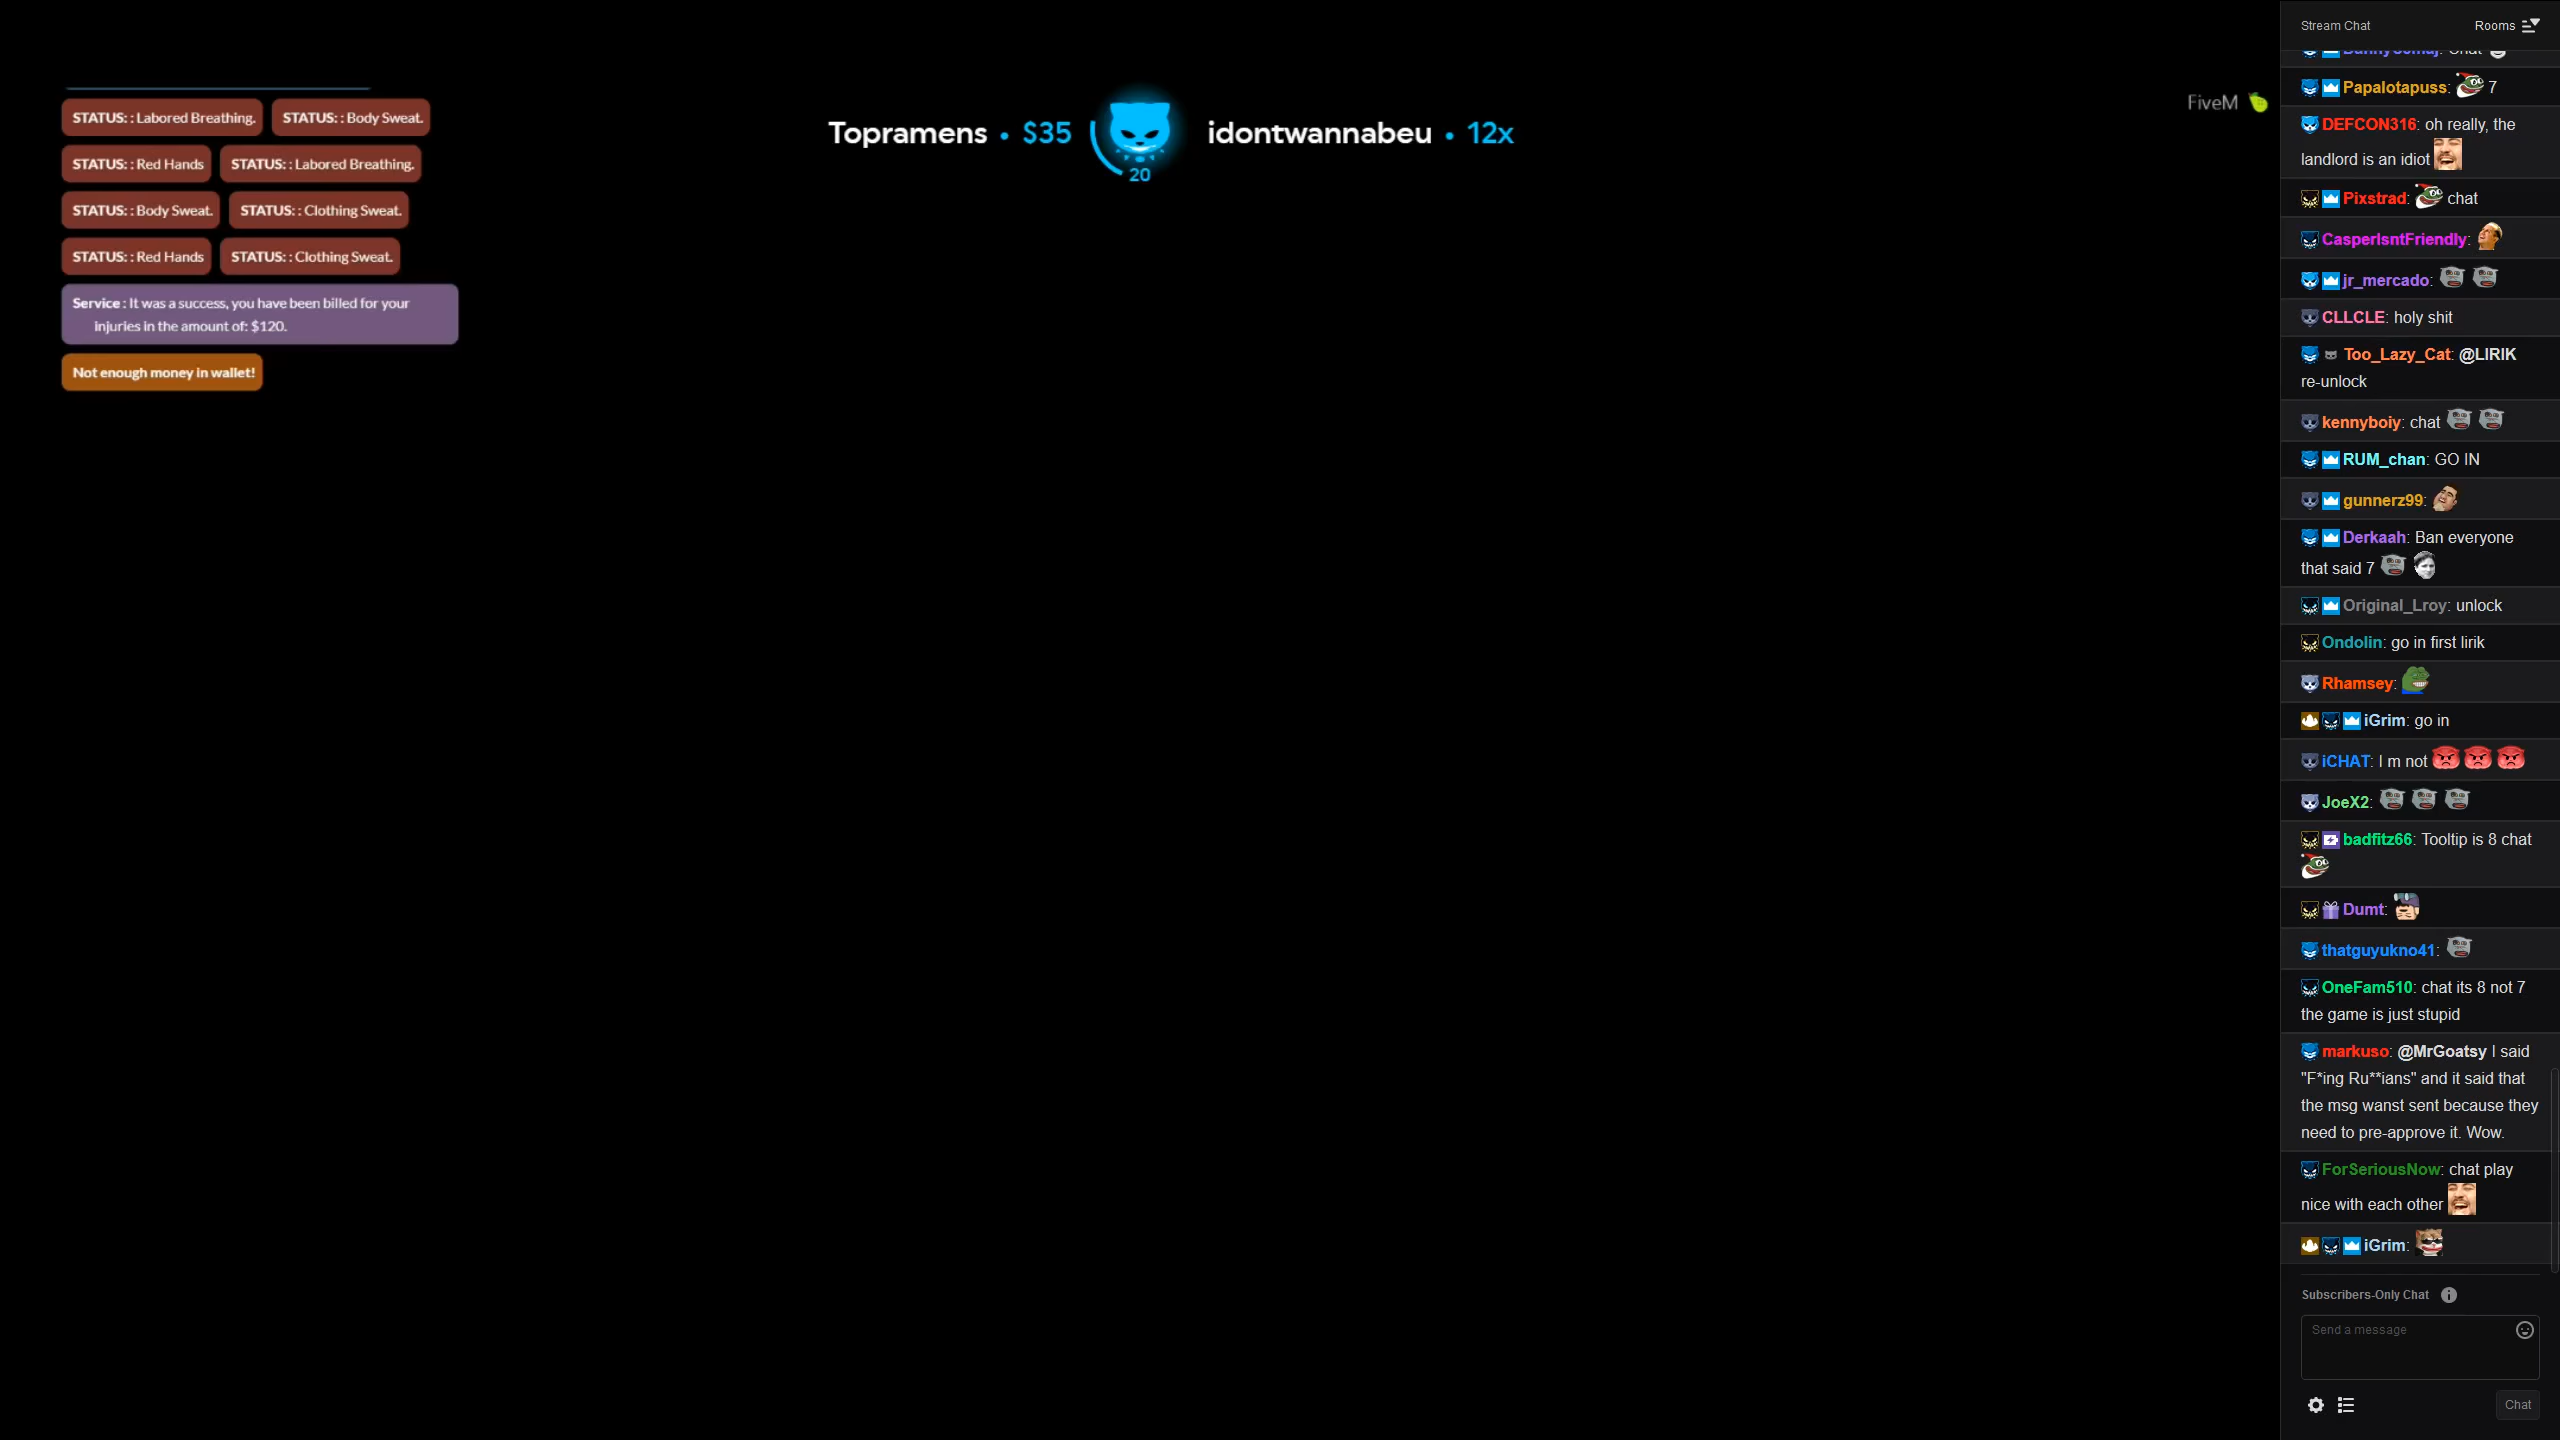 STATUS: : Labored Breathing. STATUS: : Body Sweat.
STATUS: : Red Hands STATUS: : Labored Breathing.
STATUS: : Body Sweat. STATUS: : Clothing Sweat.
STATUS: : Red Hands STATUS: : Clothing Sweat.
Service : It was a success, you have been billed for your
injuries in the amount of: $120.
Not enough money in wallet!
Topramens • $35
20
idontwannabeu • 12x
FiveM
Stream Chat
Rooms
Papalotapuss: 7
DEFCON316: oh really, the
landlord is an idiot
Pixstrad: chat
CasperIsntFriendly:
jr_mercado:
CLLCLE: holy shit
Too_Lazy_Cat: @LIRIK
re-unlock
kennyboiy: chat
RUM_chan: GO IN
gunnerz99:
Derkaah: Ban everyone
that said 7
Original_Lroy: unlock
Ondolin: go in first lirik
Rhamsey:
iGrim: go in
iCHAT: I m not
JoeX2:
badfitz66: Tooltip is 8 chat
Dumt:
thatguyukno41:
OneFam510: chat its 8 not 7
the game is just stupid
markuso: @MrGoatsy I said
"F*ing Ru**ians" and it said that
the msg wanst sent because they
need to pre-approve it. Wow.
ForSeriousNow: chat play
nice with each other
iGrim:
Subscribers-Only Chat
Send a message
Chat